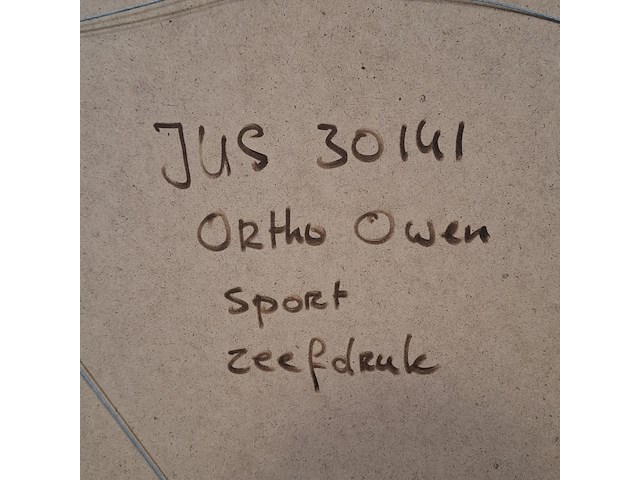 JUS 30141
Ortho Owen
Sport
zeefdruk